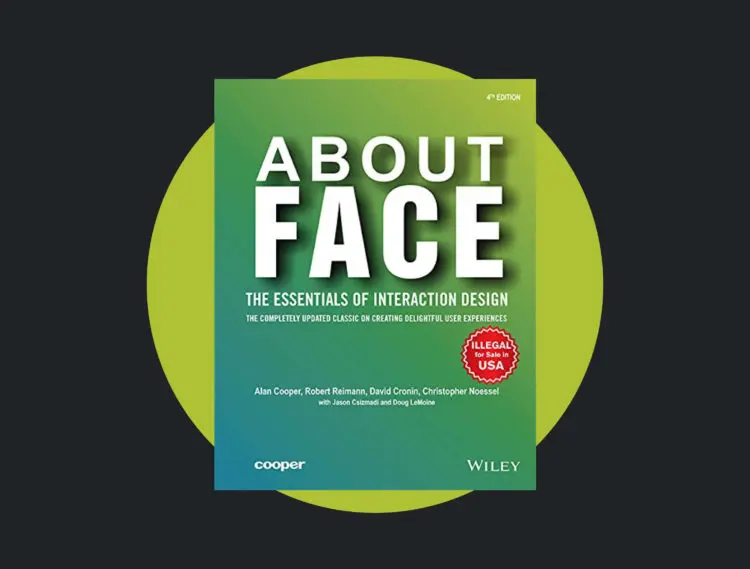 4TH EDITION
ABOUT
FACE
THE ESSENTIALS OF INTERACTION DESIGN
THE COMPLETELY UPDATED CLASSIC ON CREATING DELIGHTFUL USER EXPERIENCES
ILLEGAL
for Sale in
USA
Alan Cooper, Robert Reimann, David Cronin, Christopher Noessel
with Jason Csizmadi and Doug LeMoine
cooper
WILEY